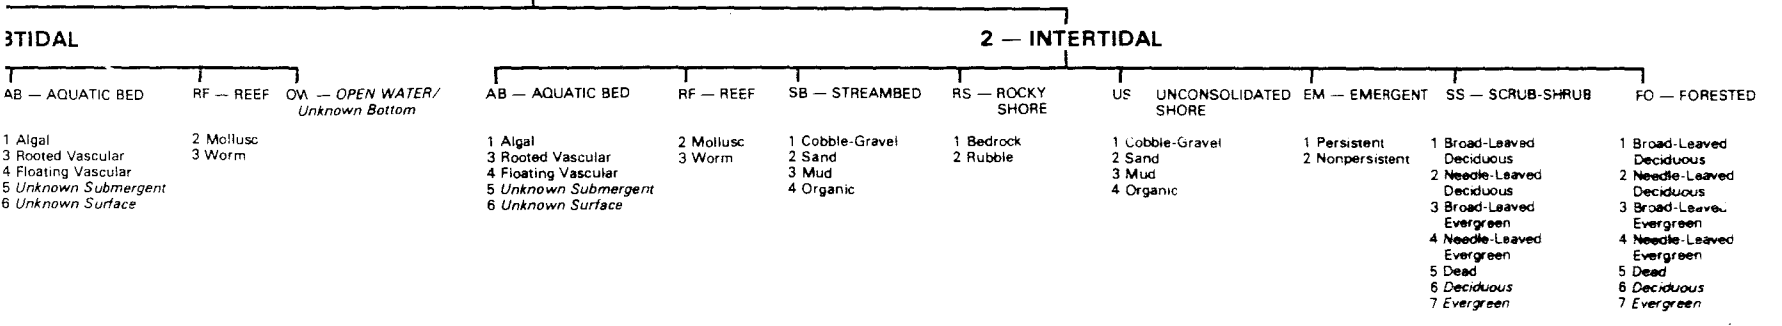 3TIDAL
2 — INTERTIDAL
AB — AQUATIC BED
RF — REEF
OW — OPEN WATER/
Unknown Bottom
1 Algal
3 Rooted Vascular
4 Floating Vascular
5 Unknown Submergent
6 Unknown Surface
2 Mollusc
3 Worm
AB — AQUATIC BED
1 Algal
3 Rooted Vascular
4 Floating Vascular
5 Unknown Submergent
6 Unknown Surface
RF — REEF
2 Mollusc
3 Worm
SB — STREAMBED
1 Cobble-Gravel
2 Sand
3 Mud
4 Organic
RS — ROCKY
SHORE
1 Bedrock
2 Rubble
US UNCONSOLIDATED
SHORE
1 Cobble-Gravel
2 Sand
3 Mud
4 Organic
EM — EMERGENT
1 Persistent
2 Nonpersistent
SS — SCRUB-SHRUB
1 Broad-Leaved
Deciduous
2 Needle-Leaved
Deciduous
3 Broad-Leaved
Evergreen
4 Needle-Leaved
Evergreen
5 Dead
6 Deciduous
7 Evergreen
FO — FORESTED
1 Broad-Leaved
Deciduous
2 Needle-Leaved
Deciduous
3 Broad-Leaved
Evergreen
4 Needle-Leaved
Evergreen
5 Dead
6 Deciduous
7 Evergreen